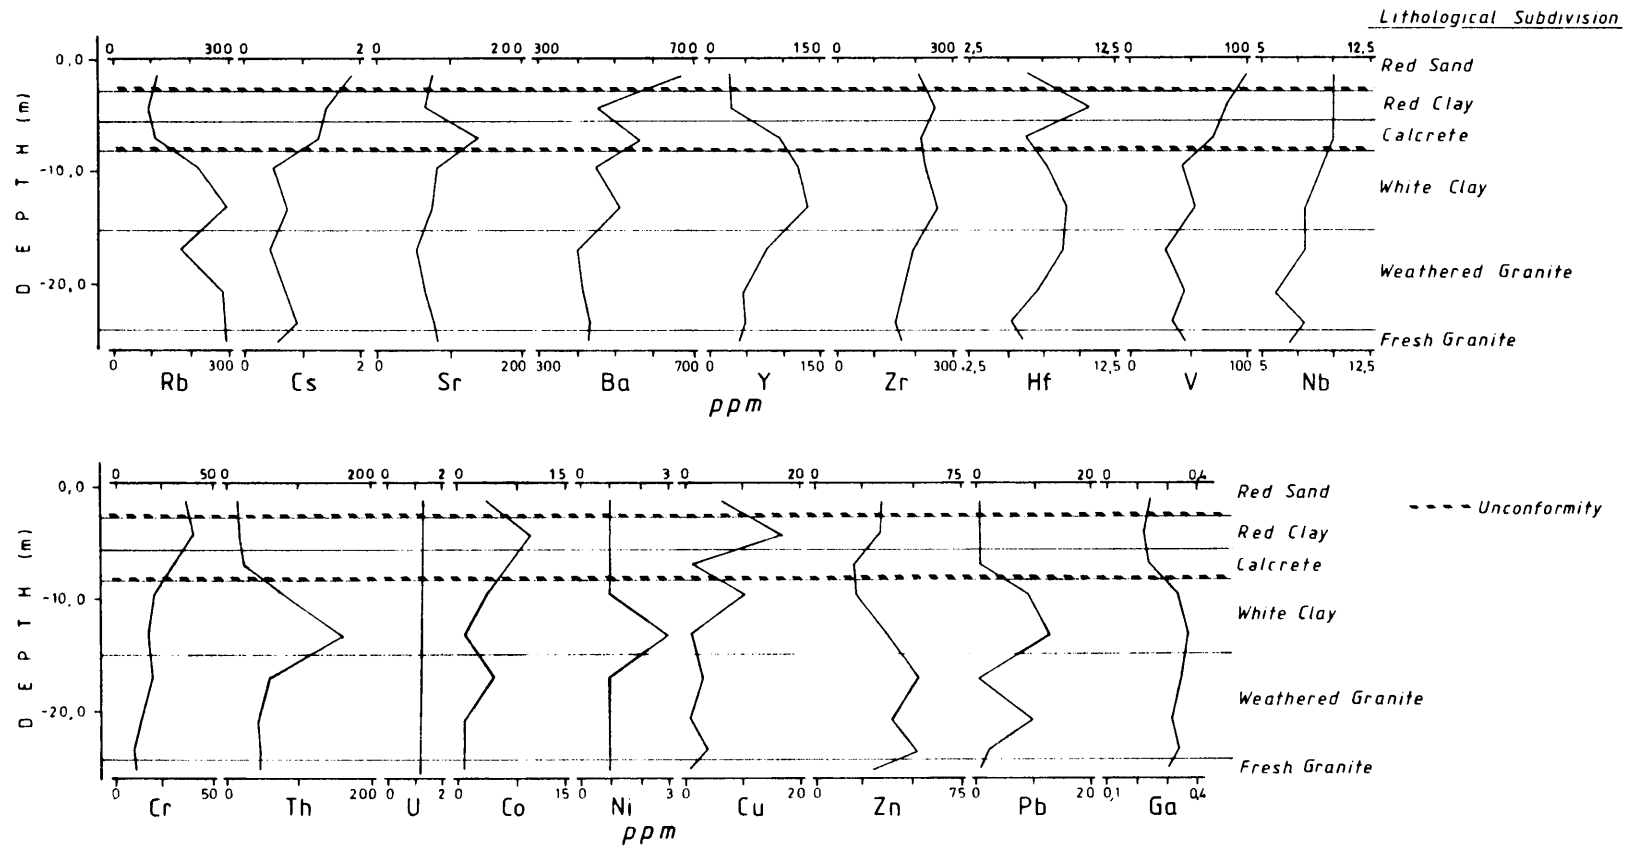 Lithological Subdivision
0 300 0 2 0 200 300 700 0 150 0 300 2,5 12,5 0 100 5 12,5
0,0
Red Sand
Red Clay
Calcrete
-10,0
White Clay
DEPTH (m)
Weathered Granite
-20,0
Fresh Granite
0 300 0 2 0 200 300 700 0 150 0 300 2,5 12,5 0 100 5 12,5
Rb Cs Sr Ba Y Zr Hf V Nb
ppm
0 50 0 200 0 2 0 15 0 3 0 20 0 75 0 20 0 0,4
0,0
Red Sand
Unconformity
Red Clay
Calcrete
-10,0
White Clay
DEPTH (m)
Weathered Granite
-20,0
Fresh Granite
0 50 0 200 0 2 0 15 0 3 0 20 0 75 0 20 0,1 0,4
Cr Th U Co Ni Cu Zn Pb Ga
ppm